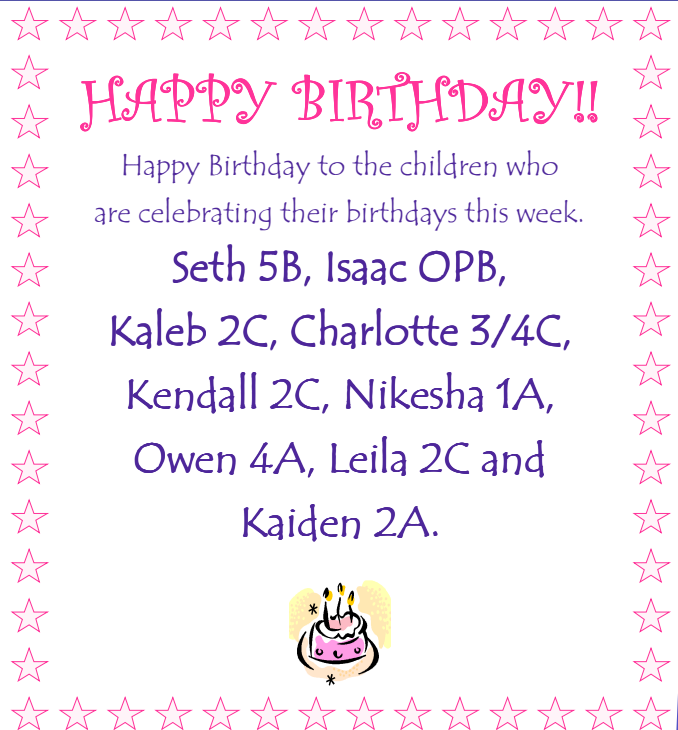 HAPPY BIRTHDAY!!
Happy Birthday to the children who
are celebrating their birthdays this week.
Seth 5B, Isaac OPB,
Kaleb 2C, Charlotte 3/4C,
Kendall 2C, Nikesha 1A,
Owen 4A, Leila 2C and
Kaiden 2A.